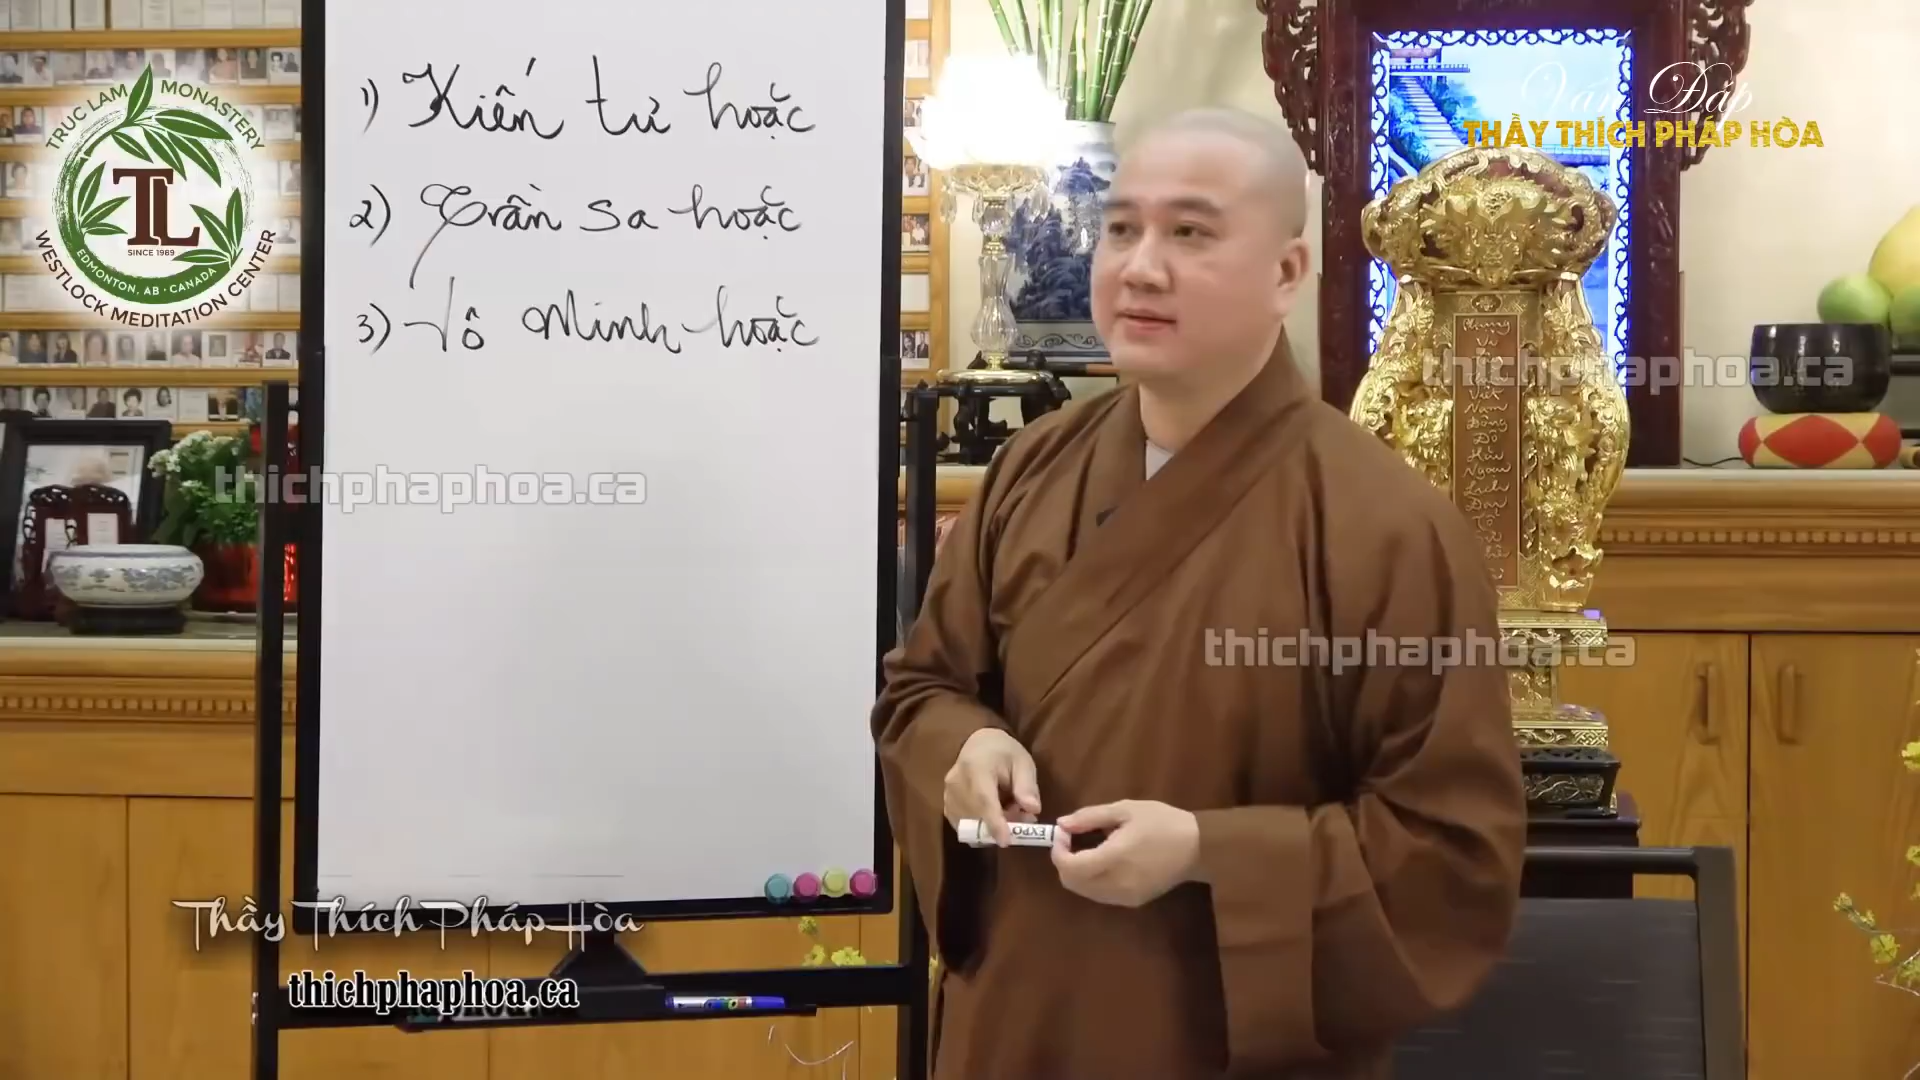 1) Kiến tư hoặc
2) Trần sa hoặc
3) Vô Minh hoặc
TRUC LAM MONASTERY
TL
SINCE 1989
EDMONTON, AB · CANADA
WESTLOCK MEDITATION CENTER
Vấn Đáp
THẦY THÍCH PHÁP HÒA
thichphaphoa.ca
thichphaphoa.ca
thichphaphoa.ca
EXPO
Thầy Thích Pháp Hòa
thichphaphoa.ca